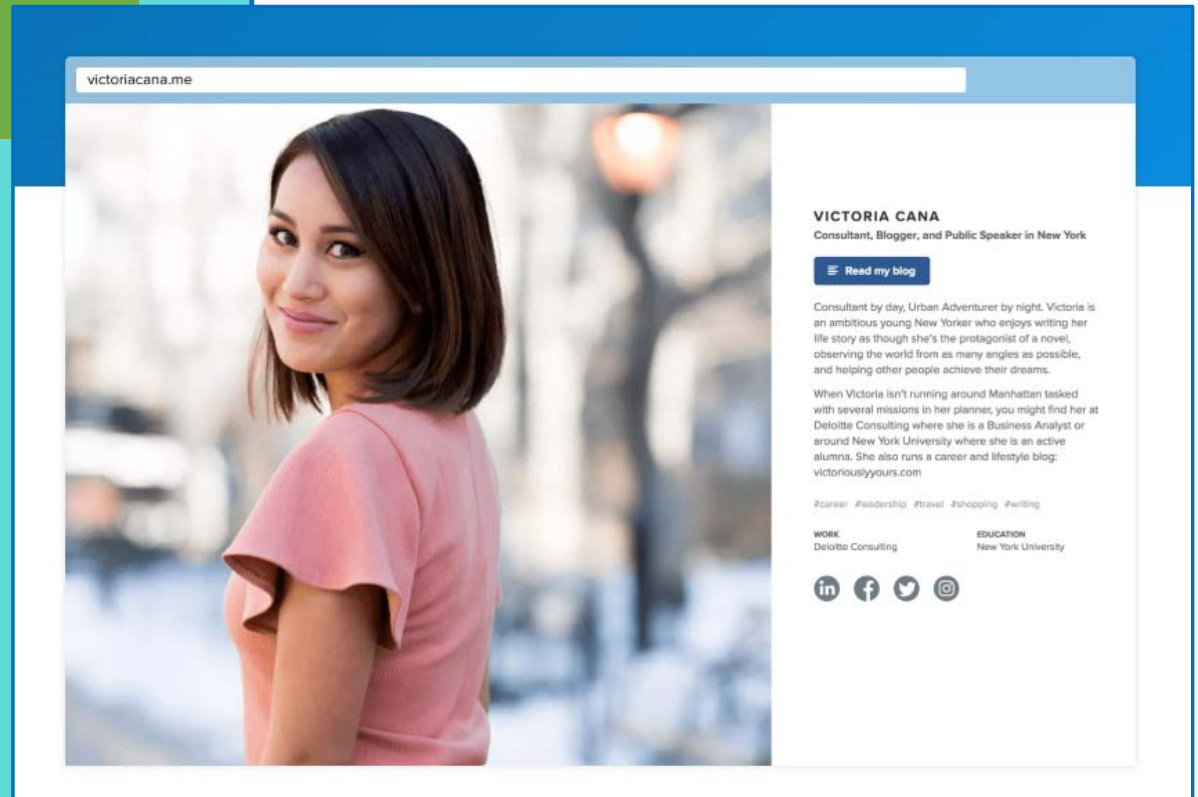 victoriacana.me
VICTORIA CANA
Consultant, Blogger, and Public Speaker in New York
Read my blog
Consultant by day, Urban Adventurer by night. Victoria is
an ambitious young New Yorker who enjoys writing her
life story as though she's the protagonist of a novel,
observing the world from as many angles as possible,
and helping other people achieve their dreams.
When Victoria isn't running around Manhattan tasked
with several missions in her planner, you might find her at
Deloitte Consulting where she is a Business Analyst or
around New York University where she is an active
alumna. She also runs a career and lifestyle blog:
victoriouslyyours.com
#career #leadership #travel #shopping #writing
WORK EDUCATION
Deloitte Consulting New York University